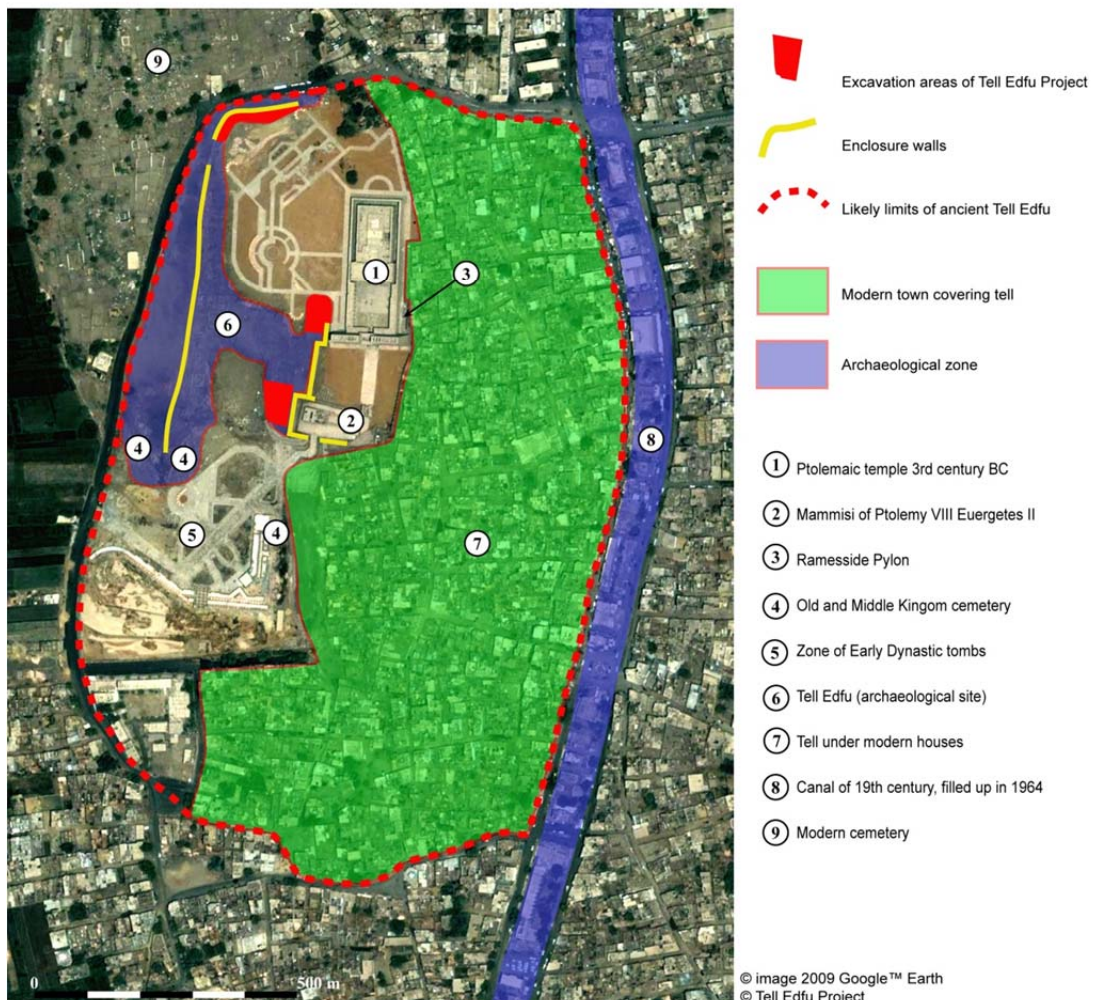 9
1
3
6
2
8
4
4
5
4
7
0
500 m
Excavation areas of Tell Edfu Project
Enclosure walls
Likely limits of ancient Tell Edfu
Modern town covering tell
Archaeological zone
1 Ptolemaic temple 3rd century BC
2 Mammisi of Ptolemy VIII Euergetes II
3 Ramesside Pylon
4 Old and Middle Kingom cemetery
5 Zone of Early Dynastic tombs
6 Tell Edfu (archaeological site)
7 Tell under modern houses
8 Canal of 19th century, filled up in 1964
9 Modern cemetery
© image 2009 Google™ Earth
© Tell Edfu Project